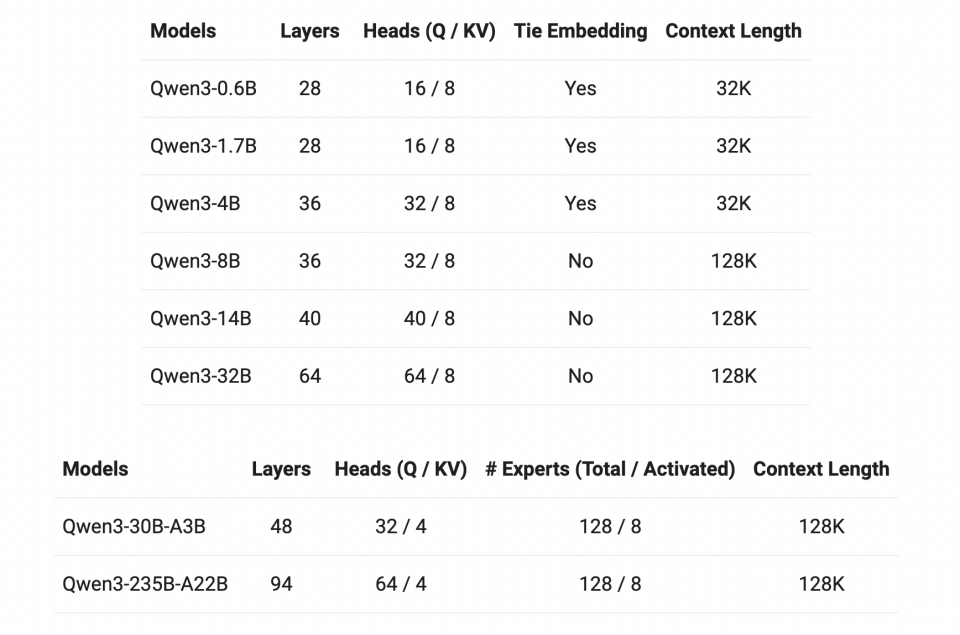 Models Layers Heads (Q / KV) Tie Embedding Context Length
Qwen3-0.6B 28 16 / 8 Yes 32K
Qwen3-1.7B 28 16 / 8 Yes 32K
Qwen3-4B 36 32 / 8 Yes 32K
Qwen3-8B 36 32 / 8 No 128K
Qwen3-14B 40 40 / 8 No 128K
Qwen3-32B 64 64 / 8 No 128K
Models Layers Heads (Q / KV) # Experts (Total / Activated) Context Length
Qwen3-30B-A3B 48 32 / 4 128 / 8 128K
Qwen3-235B-A22B 94 64 / 4 128 / 8 128K